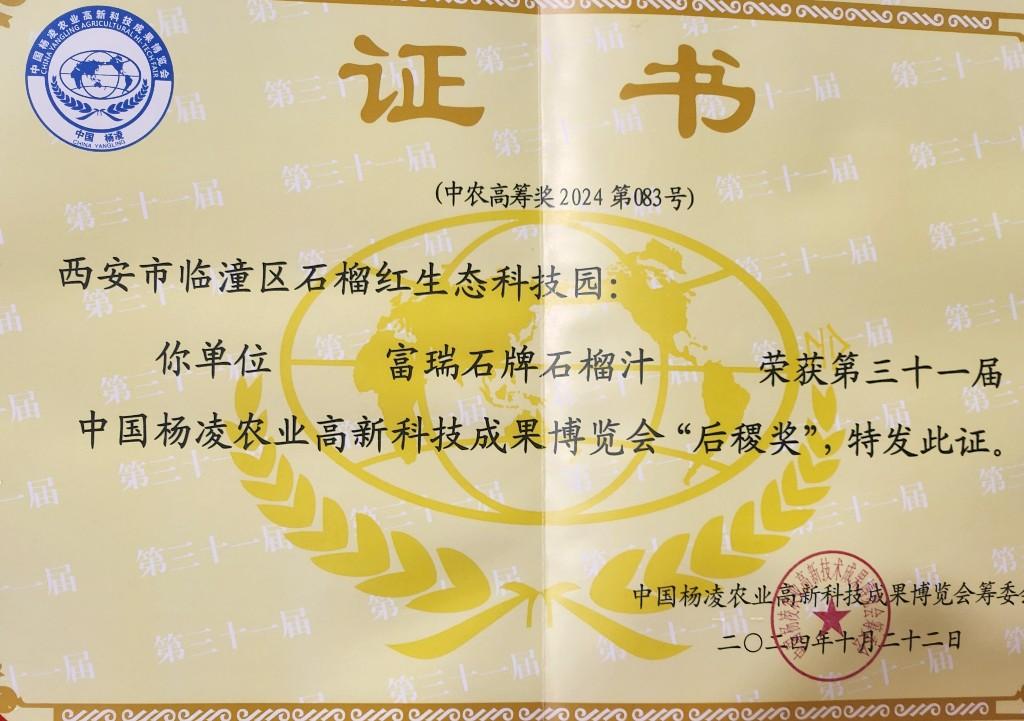 中国杨凌农业高新科技成果博览会
CHINA YANGLING AGRICULTURAL HI-TECH FAIR
中国 杨凌
CHINA YANGLING
证书
(中农高筹奖2024第083号)
西安市临潼区石榴红生态科技园:
你单位 富瑞石牌石榴汁 荣获第三十一届
中国杨凌农业高新科技成果博览会“后稷奖”,特发此证。
中国杨凌农业高新科技成果博览会筹委会
二〇二四年十月二十二日
第三十一届